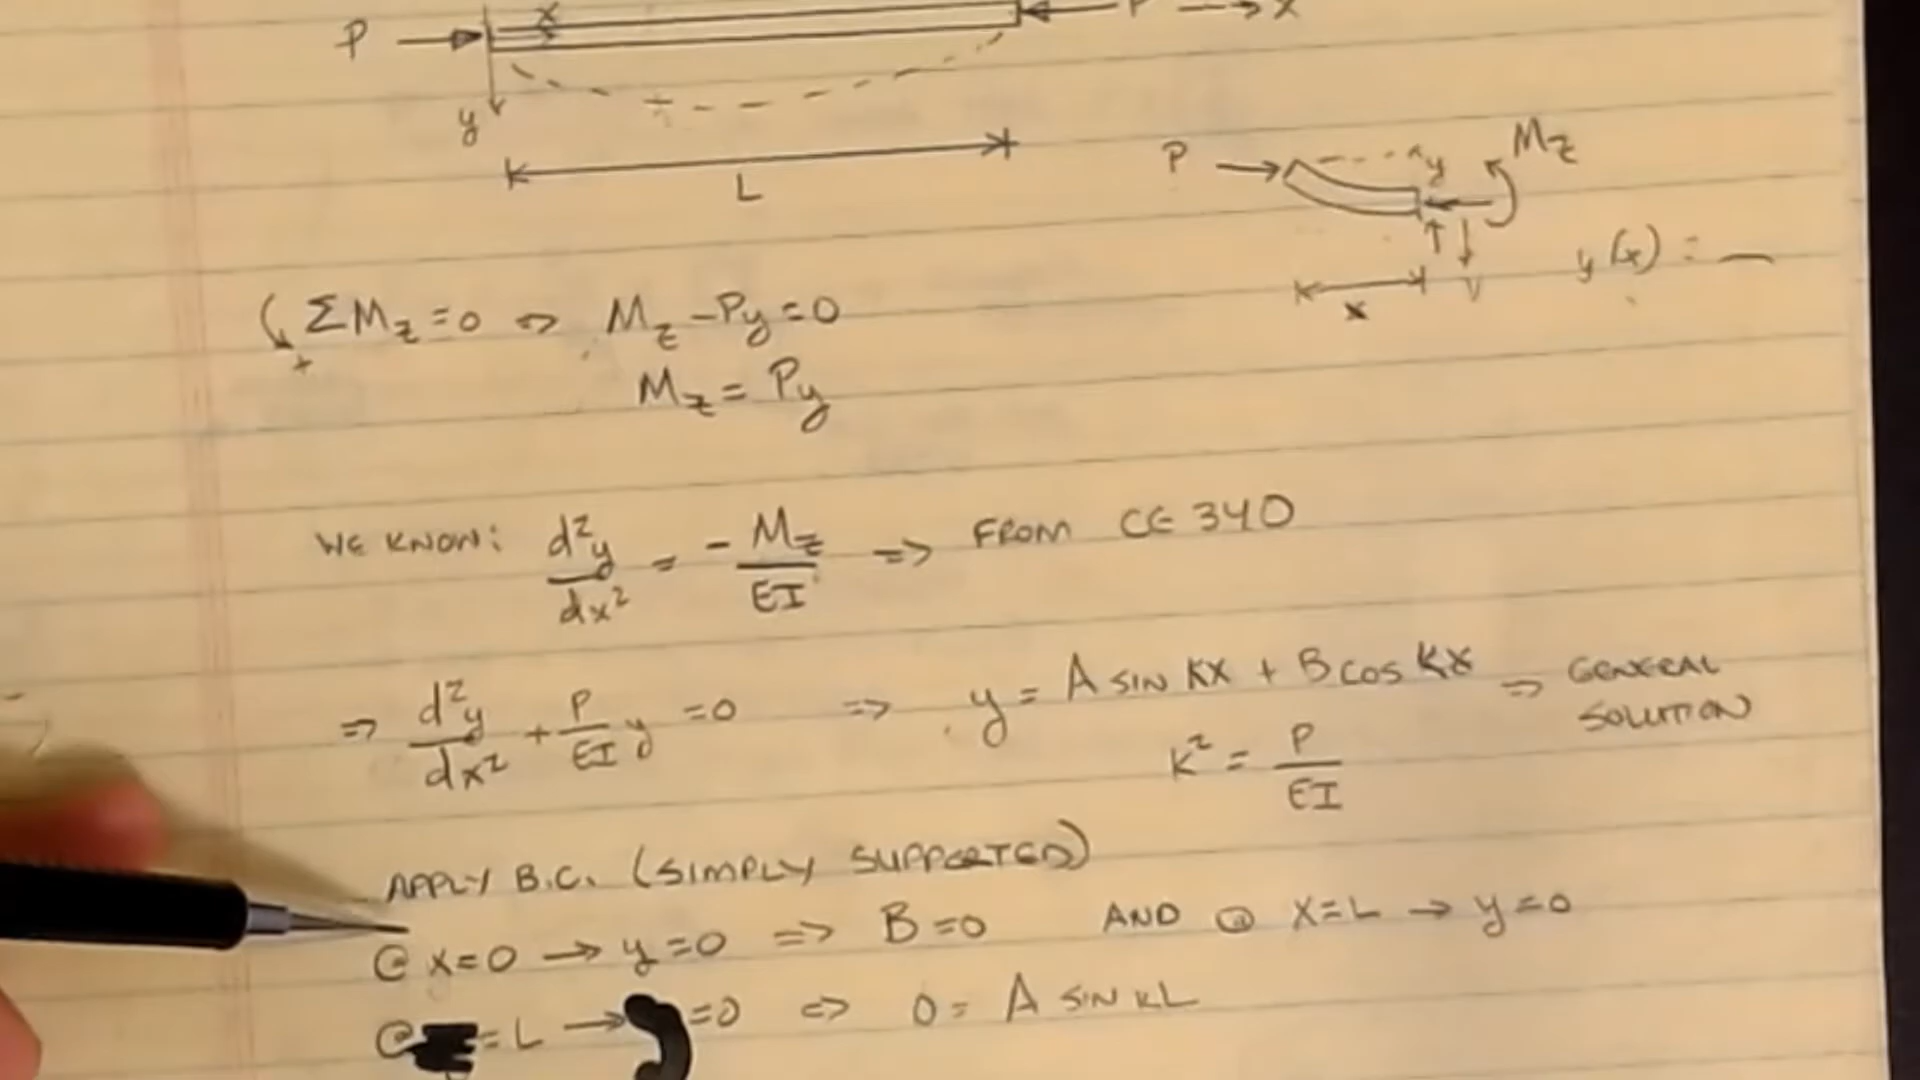 x
P P → x
y
L
P y M_z
V
x
y(x) = —
ΣM_z = 0 ⇒ M_z - Py = 0
+
M_z = Py
WE KNOW: d²y/dx² = - M_z/EI ⇒ FROM CE 340
⇒ d²y/dx² + P/EI y = 0 ⇒ y = A SIN KX + B COS KX ⇒ GENERAL SOLUTION
K² = P/EI
APPLY B.C. (SIMPLY SUPPORTED)
@ X=0 → y=0 ⇒ B=0 AND @ X=L → y=0
@ = L → =0 ⇒ 0 = A SIN KL